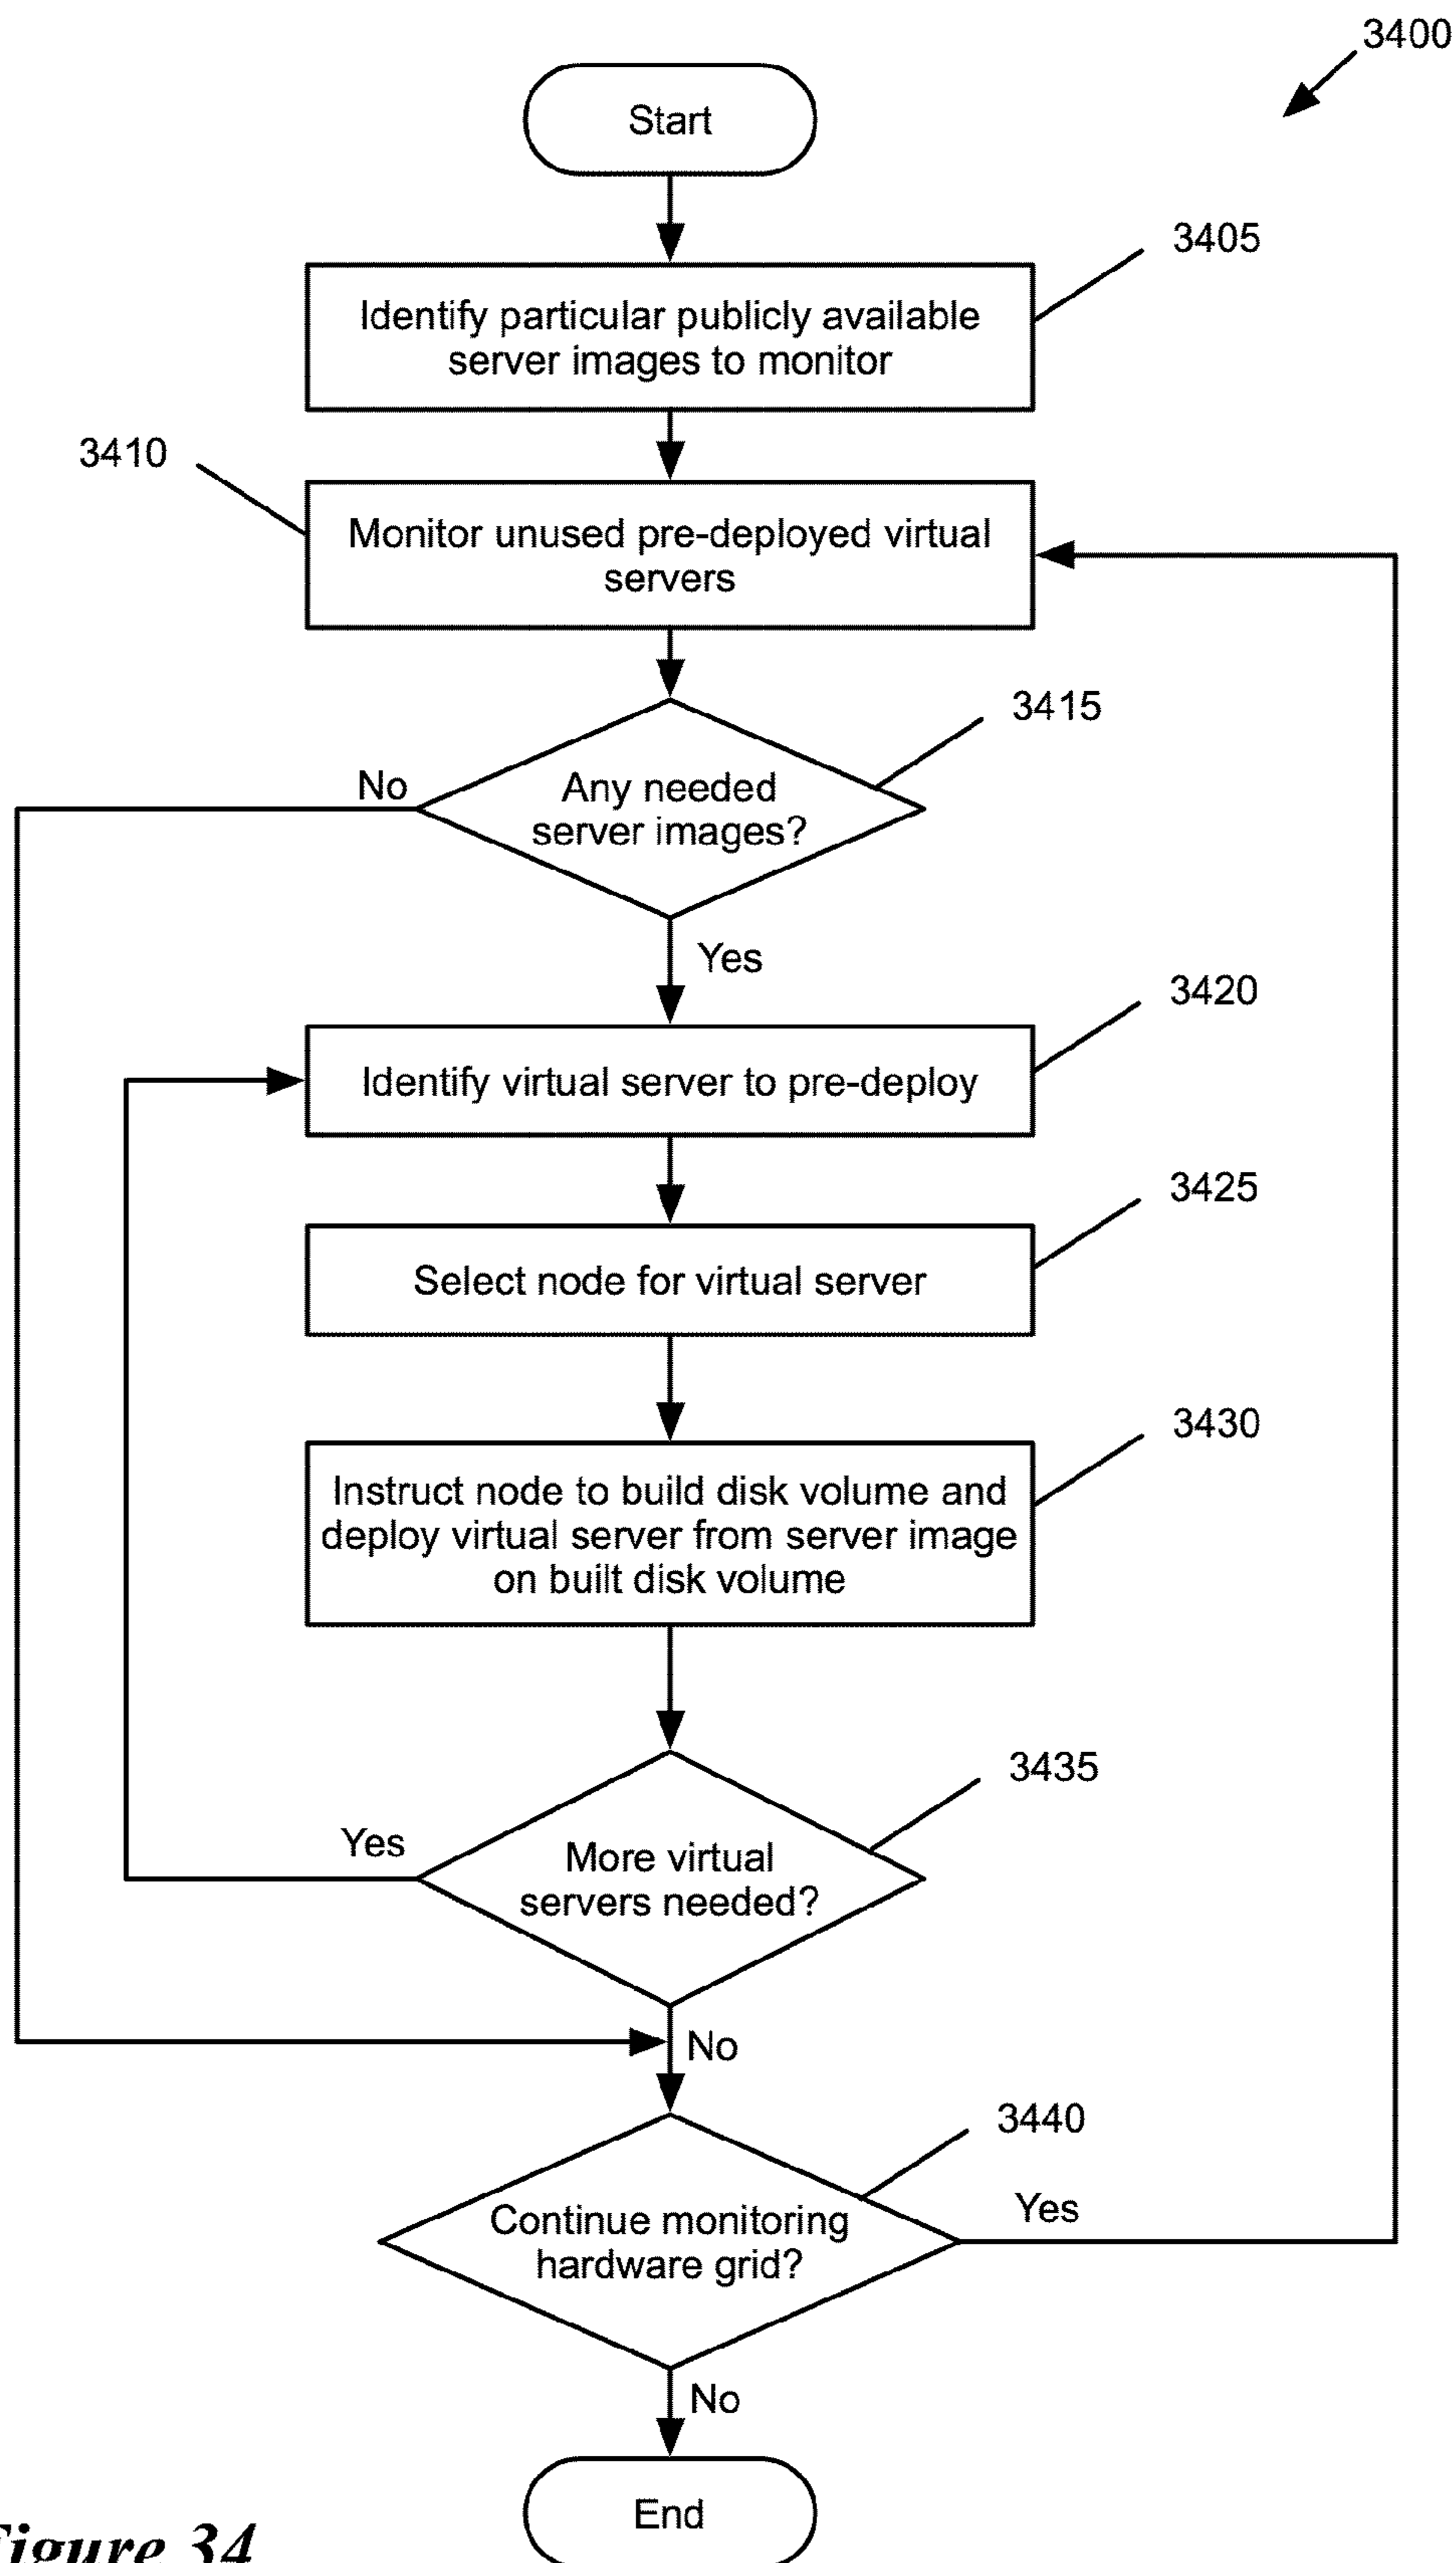 3400
Start
3405
Identify particular publicly available
server images to monitor
3410
Monitor unused pre-deployed virtual
servers
3415
No
Any needed
server images?
Yes
3420
Identify virtual server to pre-deploy
3425
Select node for virtual server
3430
Instruct node to build disk volume and
deploy virtual server from server image
on built disk volume
3435
Yes
More virtual
servers needed?
No
3440
Continue monitoring
hardware grid?
Yes
No
End
Figure 34